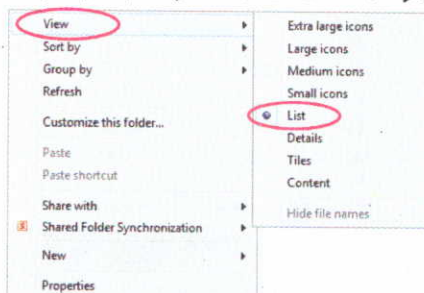 View
Sort by
Group by
Refresh
Customize this folder...
Paste
Paste shortcut
Share with
Shared Folder Synchronization
New
Properties
Extra large icons
Large icons
Medium icons
Small icons
List
Details
Tiles
Content
Hide file names